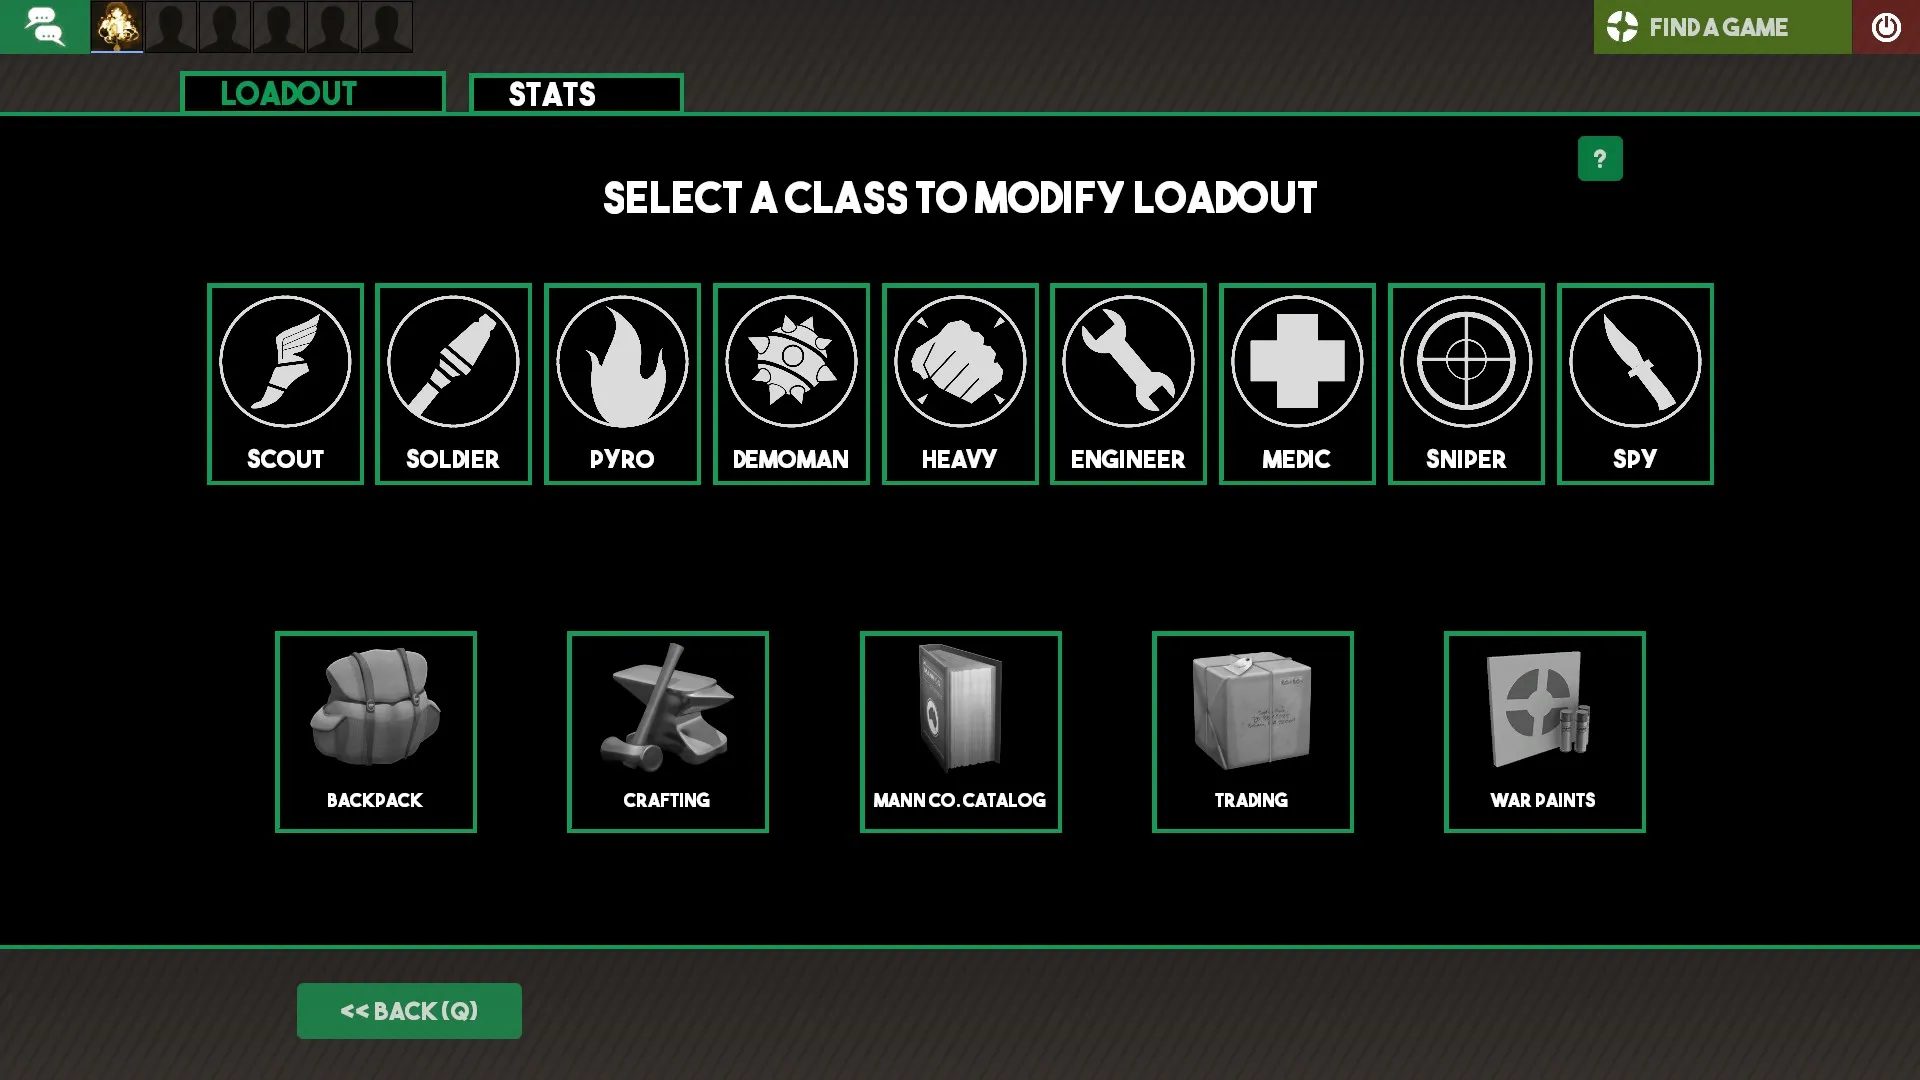 FIND A GAME
LOADOUT
STATS
?
SELECT A CLASS TO MODIFY LOADOUT
SCOUT
SOLDIER
PYRO
DEMOMAN
HEAVY
ENGINEER
MEDIC
SNIPER
SPY
BACKPACK
CRAFTING
MANN CO. CATALOG
TRADING
WAR PAINTS
<< BACK (Q)